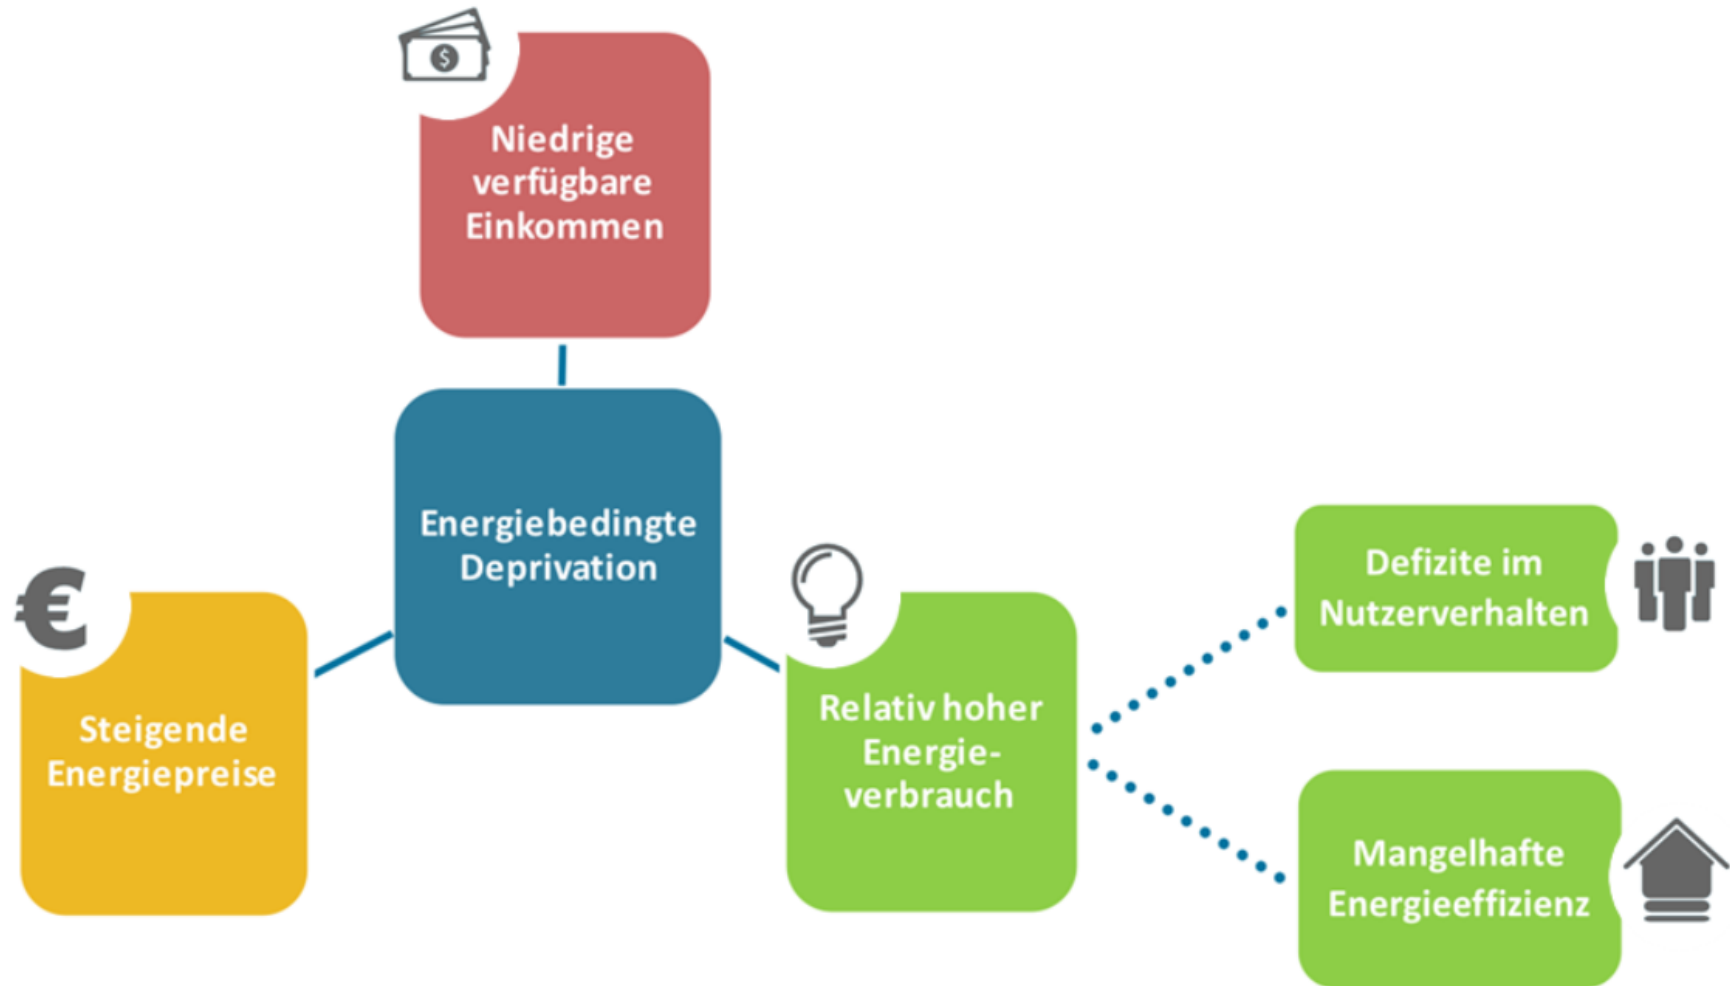 Niedrige
verfügbare
Einkommen
Energiebedingte
Deprivation
Steigende
Energiepreise
Relativ hoher
Energie-
verbrauch
Defizite im
Nutzerverhalten
Mangelhafte
Energieeffizienz
€
$